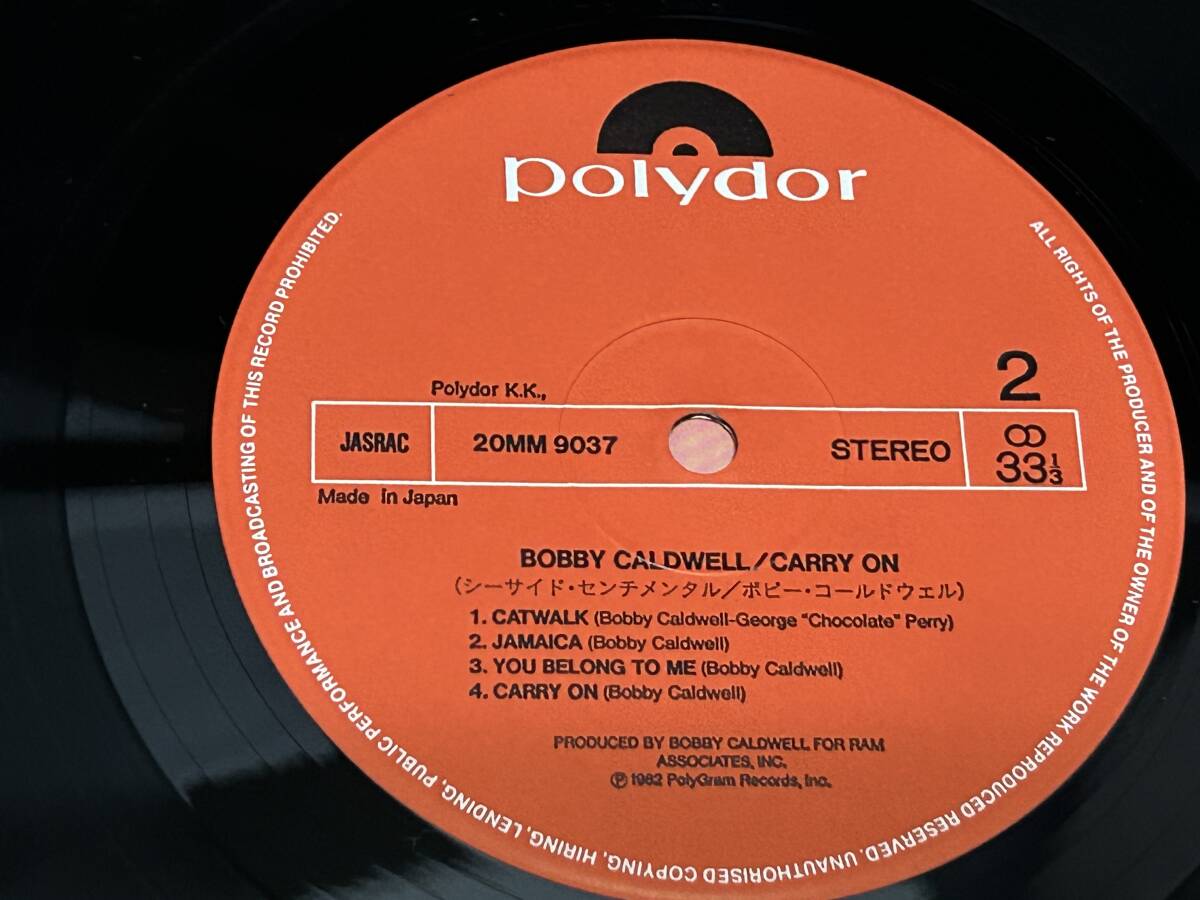 polydor
2
Polydor K.K.,
JASRAC
20MM 9037
STEREO
33 1/3
Made in Japan
BOBBY CALDWELL/CARRY ON
(シーサイド・センチメンタル/ボビー・コールドウェル)
1. CATWALK (Bobby Caldwell-George "Chocolate" Perry)
2. JAMAICA (Bobby Caldwell)
3. YOU BELONG TO ME (Bobby Caldwell)
4. CARRY ON (Bobby Caldwell)
PRODUCED BY BOBBY CALDWELL FOR RAM
ASSOCIATES, INC.
℗ 1982 PolyGram Records, Inc.
ALL RIGHTS OF THE PRODUCER AND OF THE OWNER OF THE WORK REPRODUCED RESERVED. UNAUTHORISED COPYING, HIRING, LENDING, PUBLIC PERFORMANCE AND BROADCASTING OF THIS RECORD PROHIBITED.